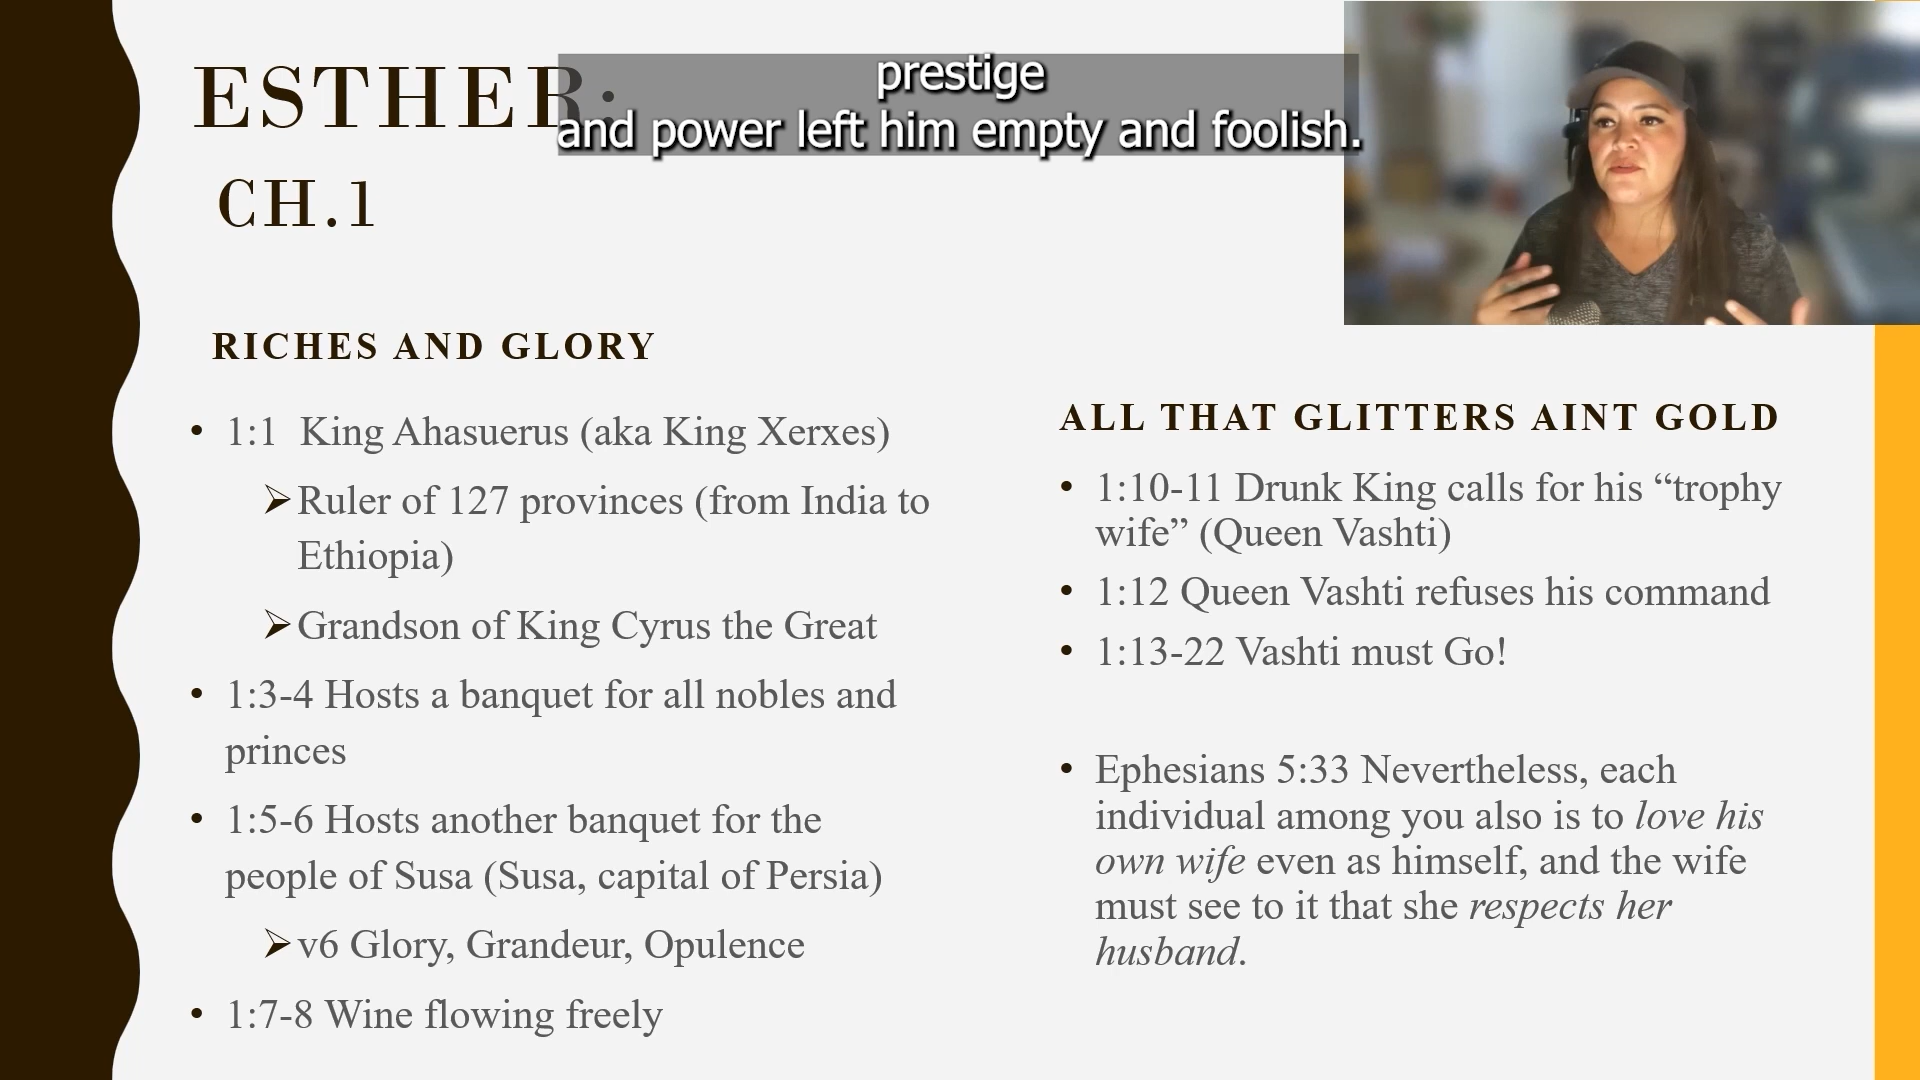 ESTHER:
CH.1
prestige
and power left him empty and foolish.
RICHES AND GLORY
• 1:1 King Ahasuerus (aka King Xerxes)
➢Ruler of 127 provinces (from India to
Ethiopia)
➢Grandson of King Cyrus the Great
• 1:3-4 Hosts a banquet for all nobles and
princes
• 1:5-6 Hosts another banquet for the
people of Susa (Susa, capital of Persia)
➢v6 Glory, Grandeur, Opulence
• 1:7-8 Wine flowing freely
ALL THAT GLITTERS AINT GOLD
• 1:10-11 Drunk King calls for his “trophy
wife” (Queen Vashti)
• 1:12 Queen Vashti refuses his command
• 1:13-22 Vashti must Go!
• Ephesians 5:33 Nevertheless, each
individual among you also is to love his
own wife even as himself, and the wife
must see to it that she respects her
husband.